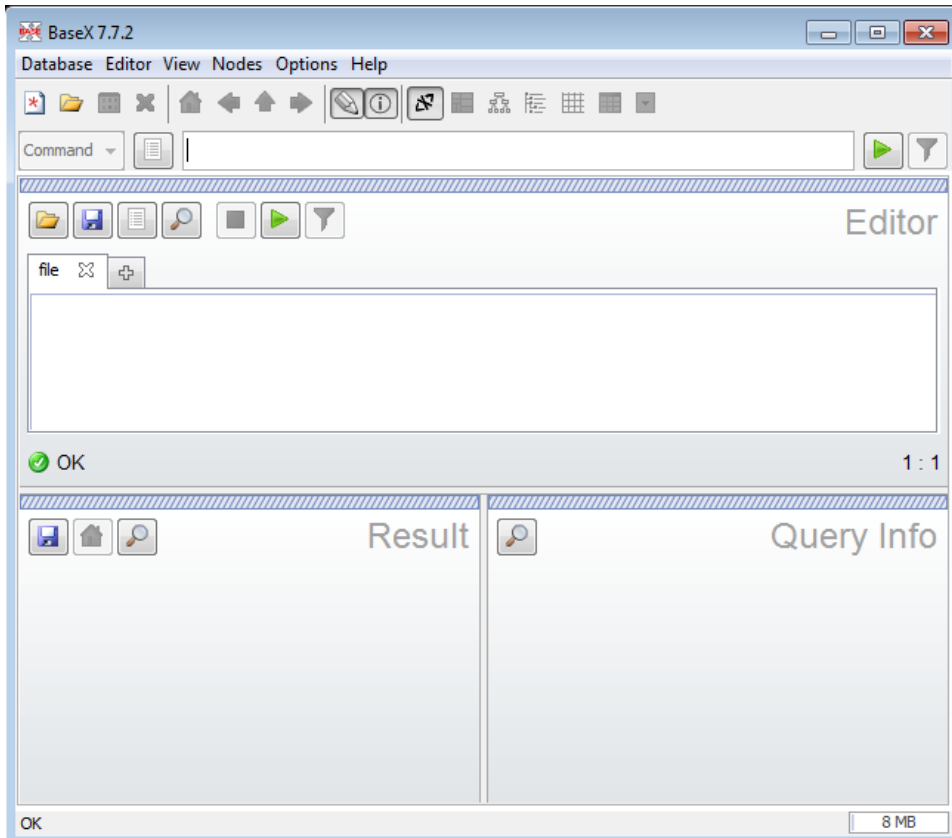 BASE BaseX 7.7.2
Database Editor View Nodes Options Help
Command
Editor
file
OK 1 : 1
Result Query Info
OK 8 MB